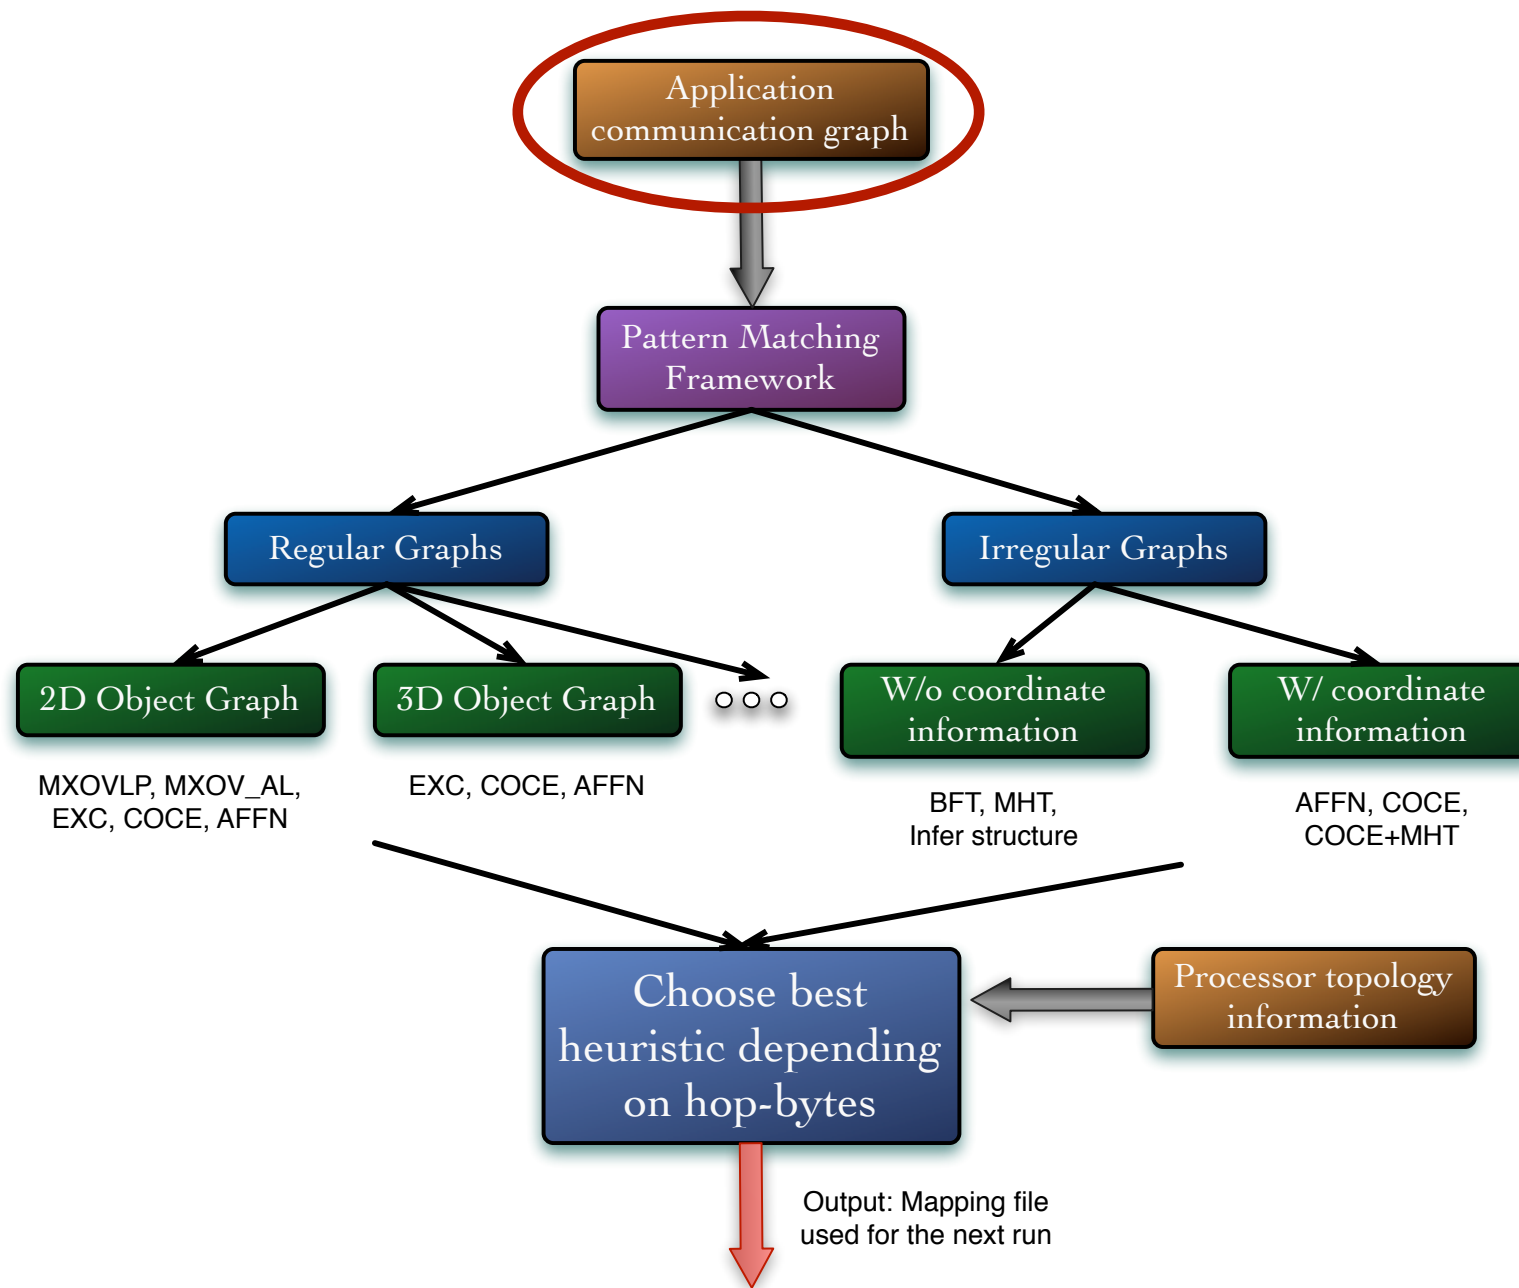 Application
communication graph
Pattern Matching
Framework
Regular Graphs
Irregular Graphs
2D Object Graph
3D Object Graph
W/o coordinate
information
W/ coordinate
information
MXOVLP, MXOV_AL,
EXC, COCE, AFFN
EXC, COCE, AFFN
BFT, MHT,
Infer structure
AFFN, COCE,
COCE+MHT
Choose best
heuristic depending
on hop-bytes
Processor topology
information
Output: Mapping file
used for the next run